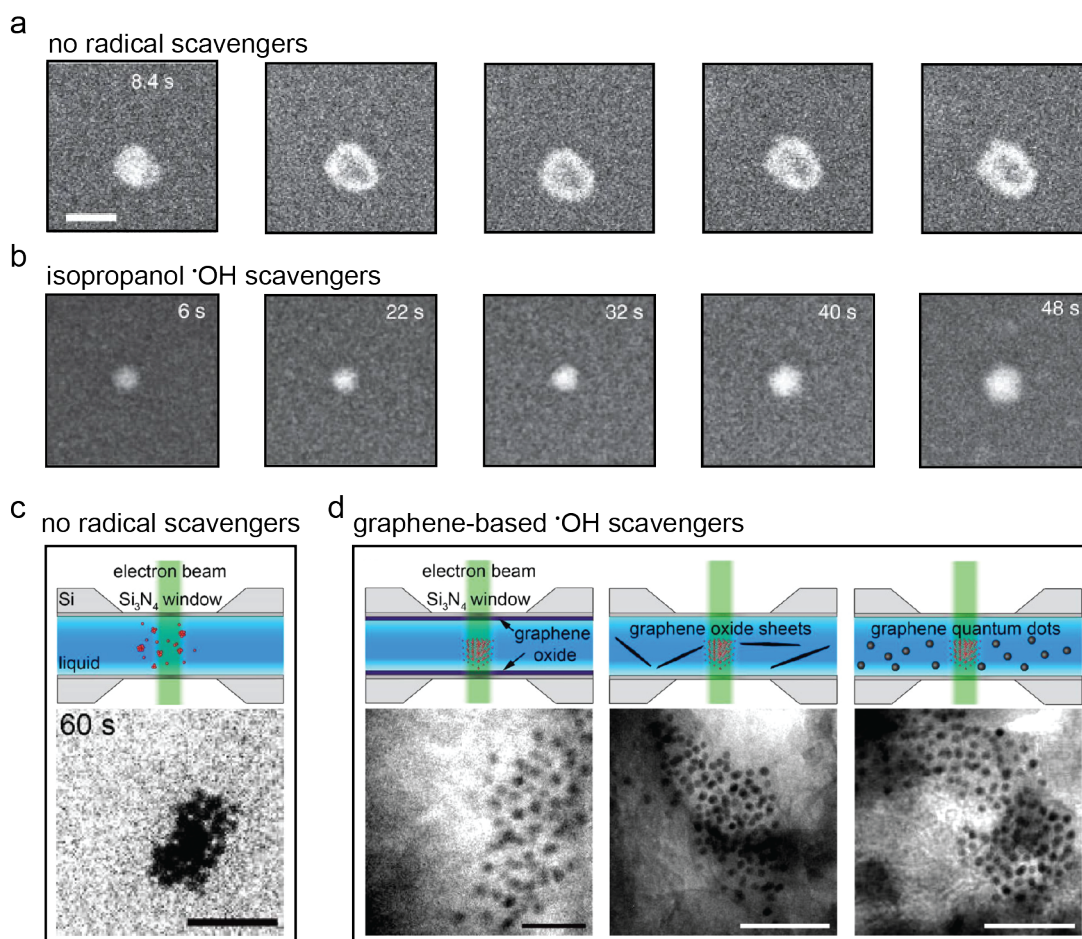 a
no radical scavengers
8.4 s
b
isopropanol •OH scavengers
6 s
22 s
32 s
40 s
48 s
c
no radical scavengers
electron beam
Si
Si₃N₄ window
liquid
60 s
d
graphene-based •OH scavengers
electron beam
Si₃N₄ window
graphene
oxide
graphene oxide sheets
graphene quantum dots